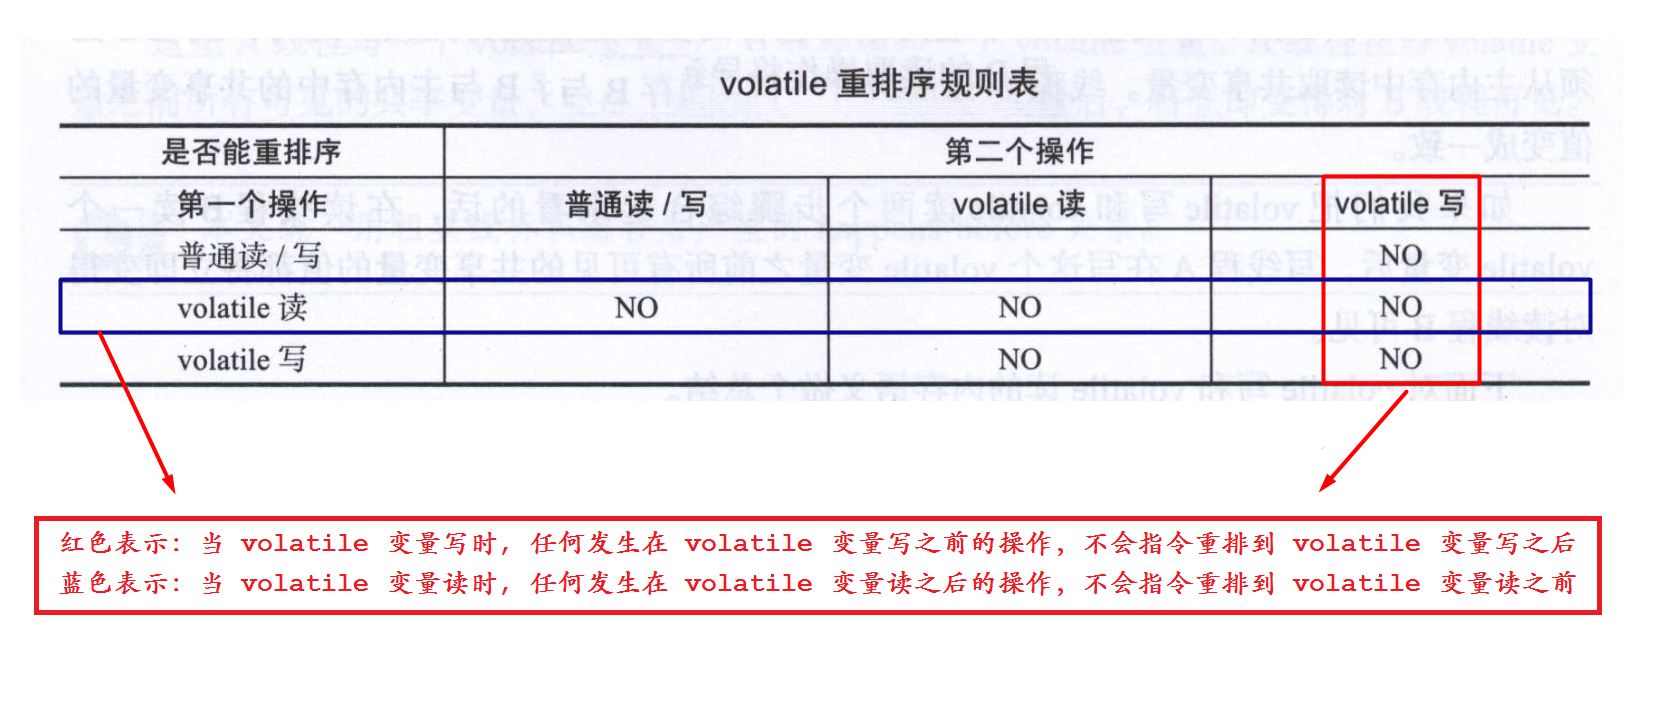 volatile 重排序规则表
是否能重排序 第二个操作
第一个操作 普通读 / 写 volatile 读 volatile 写
普通读 / 写 NO
volatile 读 NO NO NO
volatile 写 NO NO
红色表示：当 volatile 变量写时，任何发生在 volatile 变量写之前的操作，不会指令重排到 volatile 变量写之后
蓝色表示：当 volatile 变量读时，任何发生在 volatile 变量读之后的操作，不会指令重排到 volatile 变量读之前